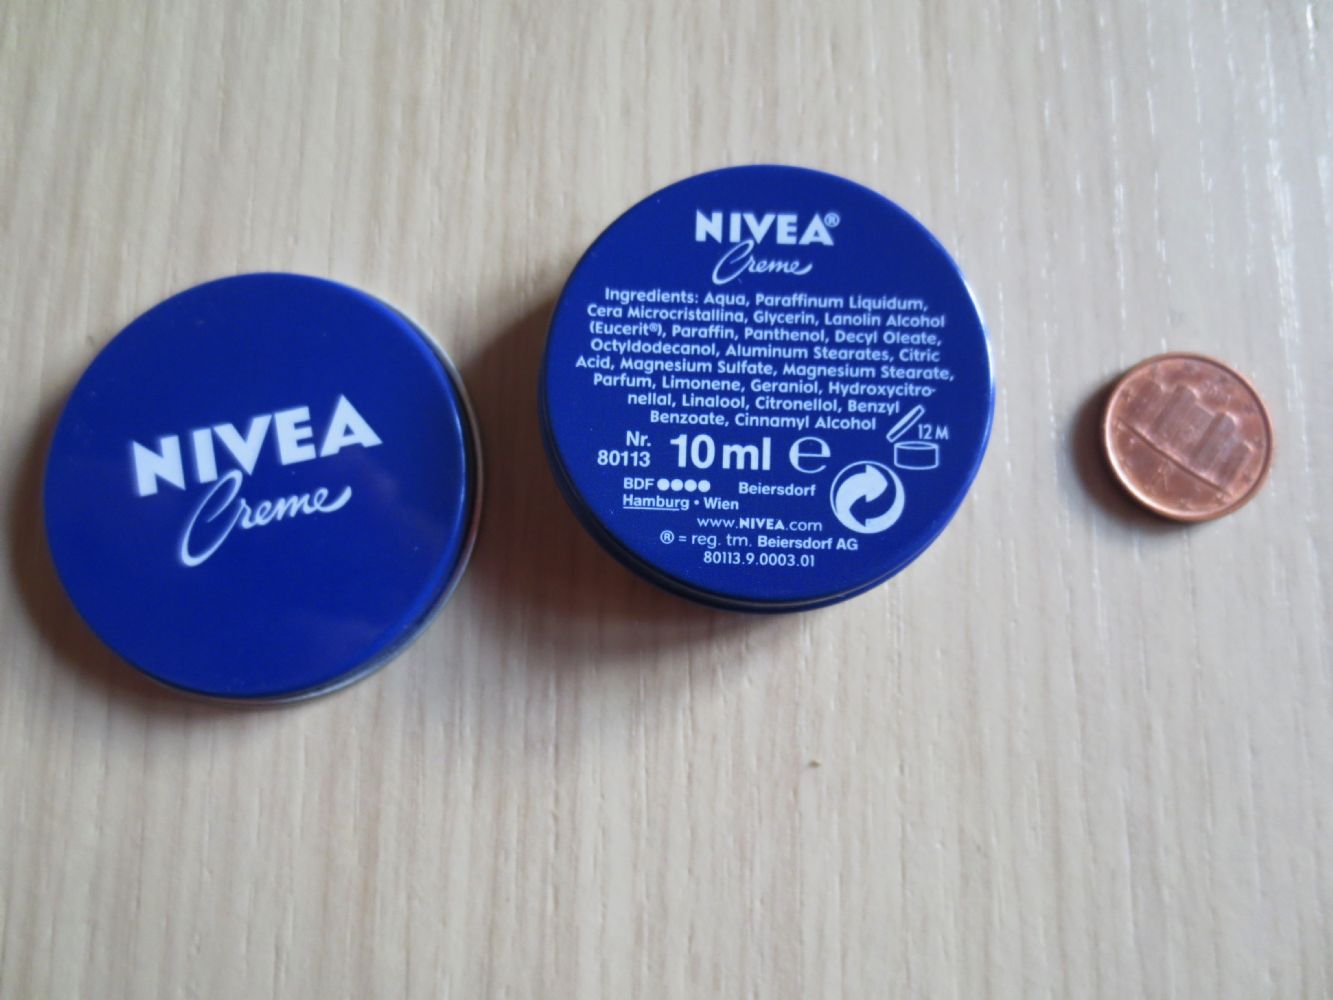 NIVEA
Creme
NIVEA®
Creme
Ingredients: Aqua, Paraffinum Liquidum,
Cera Microcristallina, Glycerin, Lanolin Alcohol
(Eucerit®), Paraffin, Panthenol, Decyl Oleate,
Octyldodecanol, Aluminum Stearates, Citric
Acid, Magnesium Sulfate, Magnesium Stearate,
Parfum, Limonene, Geraniol, Hydroxycitro-
nellal, Linalool, Citronellol, Benzyl
Benzoate, Cinnamyl Alcohol
12 M
Nr.
80113
10 ml ℮
BDF ●●●● Beiersdorf
Hamburg • Wien
www.NIVEA.com
® = reg. tm. Beiersdorf AG
80113.9.0003.01